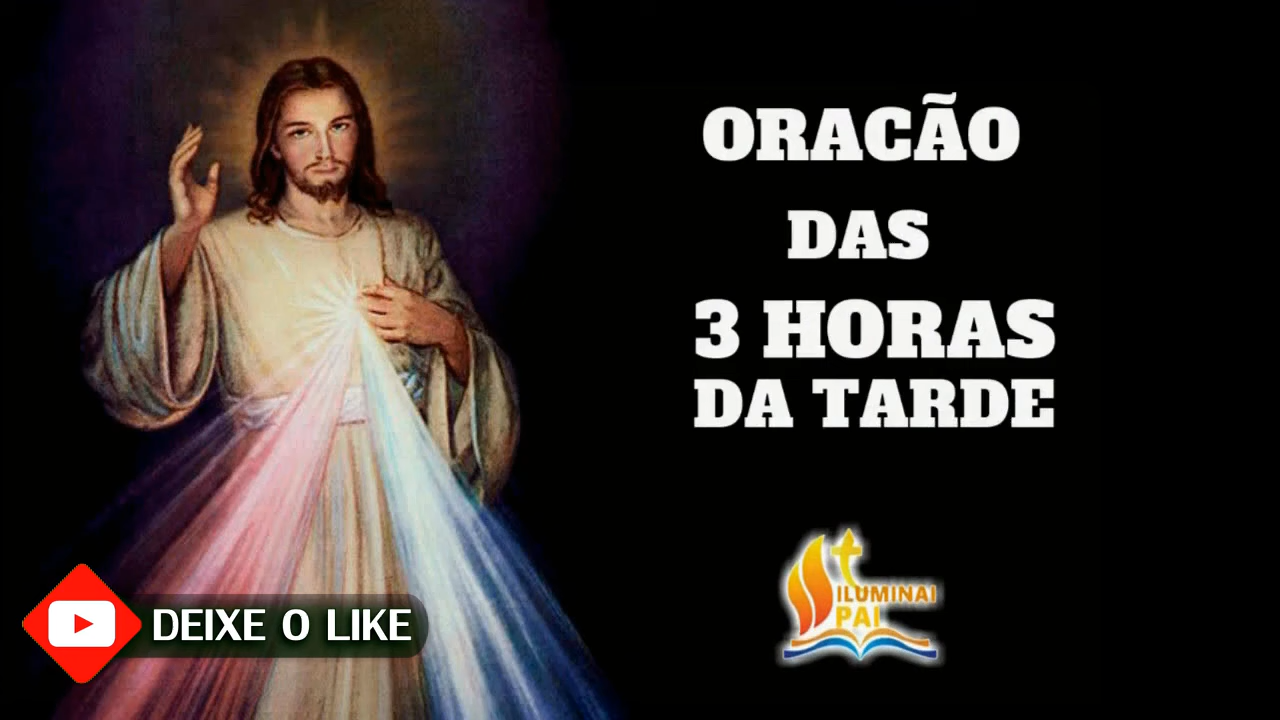 ORACÃO
DAS
3 HORAS
DA TARDE
ILUMINAI
PAI
DEIXE O LIKE